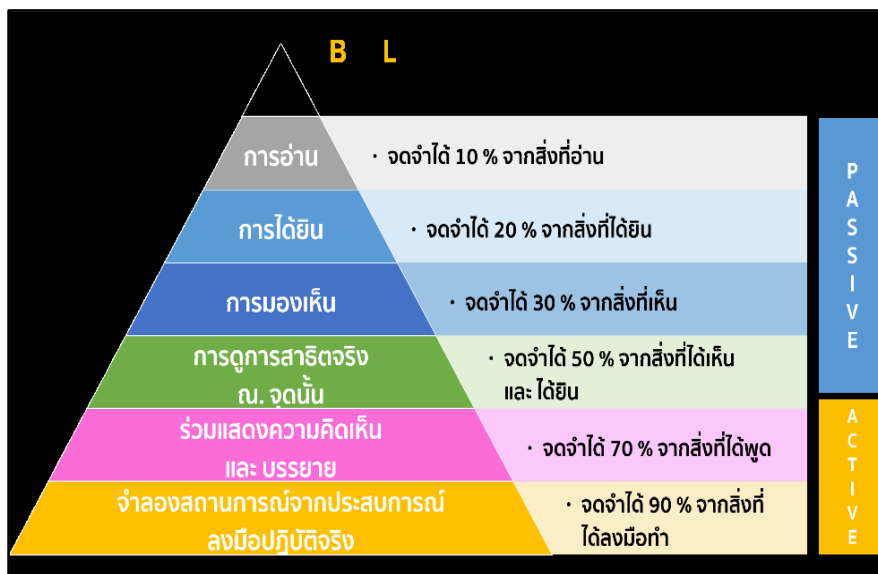 B L
การอ่าน
• จดจำได้ 10 % จากสิ่งที่อ่าน
การได้ยิน
• จดจำได้ 20 % จากสิ่งที่ได้ยิน
การมองเห็น
• จดจำได้ 30 % จากสิ่งที่เห็น
การดูการสาธิตจริง
ณ. จุดนั้น
• จดจำได้ 50 % จากสิ่งที่ได้เห็น
และ ได้ยิน
ร่วมแสดงความคิดเห็น
และ บรรยาย
• จดจำได้ 70 % จากสิ่งที่ได้พูด
จำลองสถานการณ์จากประสบการณ์
ลงมือปฏิบัติจริง
• จดจำได้ 90 % จากสิ่งที่
ได้ลงมือทำ
PASSIVE
ACTIVE